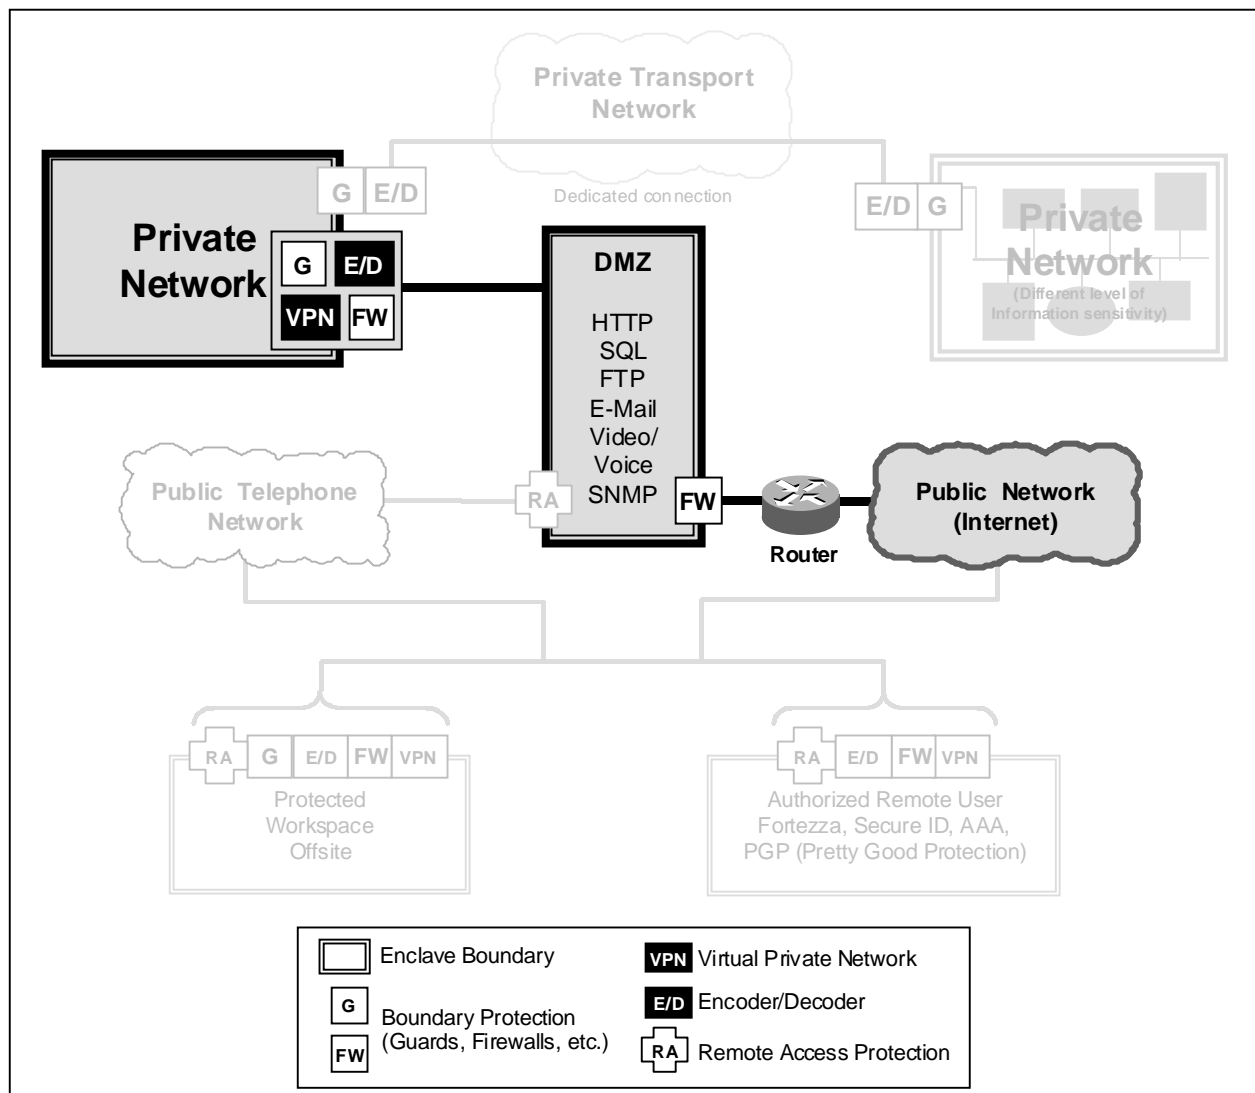 Private Transport
Network
Dedicated connection
G E/D
E/D G
Private
Network
G E/D
VPN FW
Private
Network
(Different level of
Information sensitivity)
DMZ
HTTP
SQL
FTP
E-Mail
Video/
Voice
SNMP
RA
FW
Public Telephone
Network
Router
Public Network
(Internet)
RA G E/D FW VPN
Protected
Workspace
Offsite
RA E/D FW VPN
Authorized Remote User
Fortezza, Secure ID, AAA,
PGP (Pretty Good Protection)
Enclave Boundary
G
FW
Boundary Protection
(Guards, Firewalls, etc.)
VPN Virtual Private Network
E/D Encoder/Decoder
RA Remote Access Protection